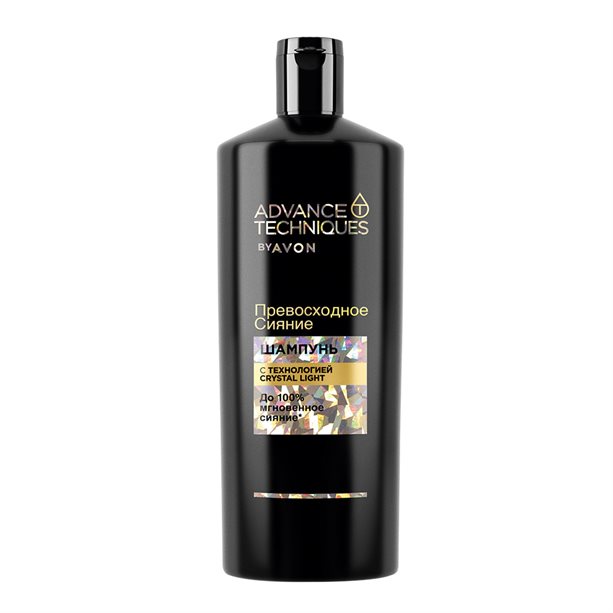 ADVANCE T
TECHNIQUES
BY AVON
Превосходное
Сияние
ШАМПУНЬ
С ТЕХНОЛОГИЕЙ
CRYSTAL LIGHT
До 100%
мгновенное
сияние*